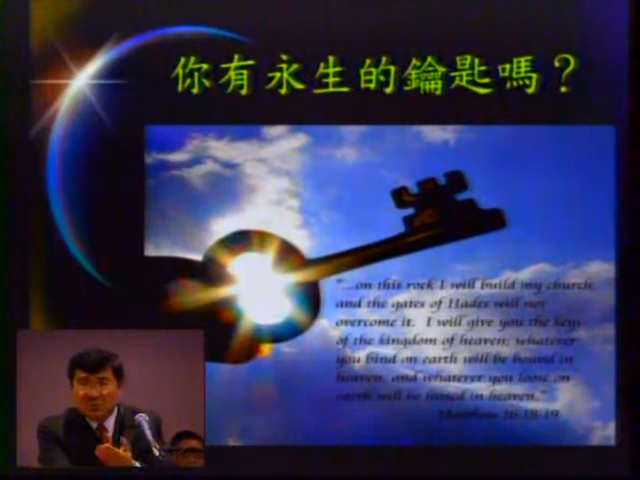 你有永生的鑰匙嗎？
"...on this rock I will build my church,
and the gates of Hades will not
overcome it. I will give you the keys
of the kingdom of heaven; whatever
you bind on earth will be bound in
heaven, and whatever you loose on
earth will be loosed in heaven."
Matthew 16:18-19